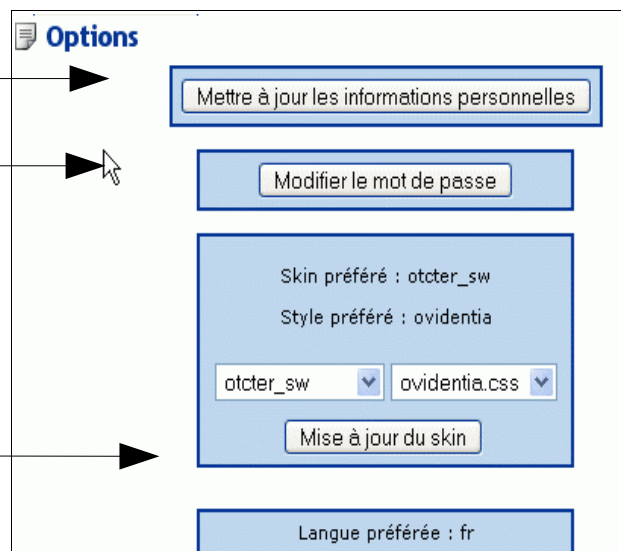 Options
Mettre à jour les informations personnelles
Modifier le mot de passe
Skin préféré : otcter_sw
Style préféré : ovidentia
otcter_sw ovidentia.css
Mise à jour du skin
Langue préférée : fr